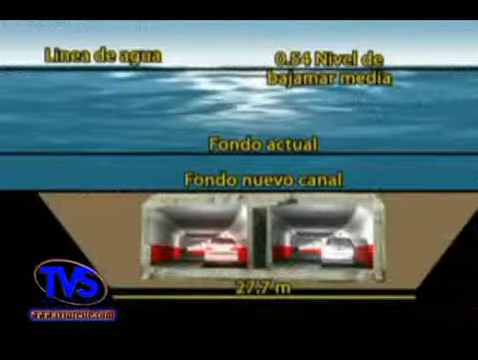 Linea de agua
0.54 Nivel de
bajamar media
Fondo actual
Fondo nuevo canal
27.7 m
TVS